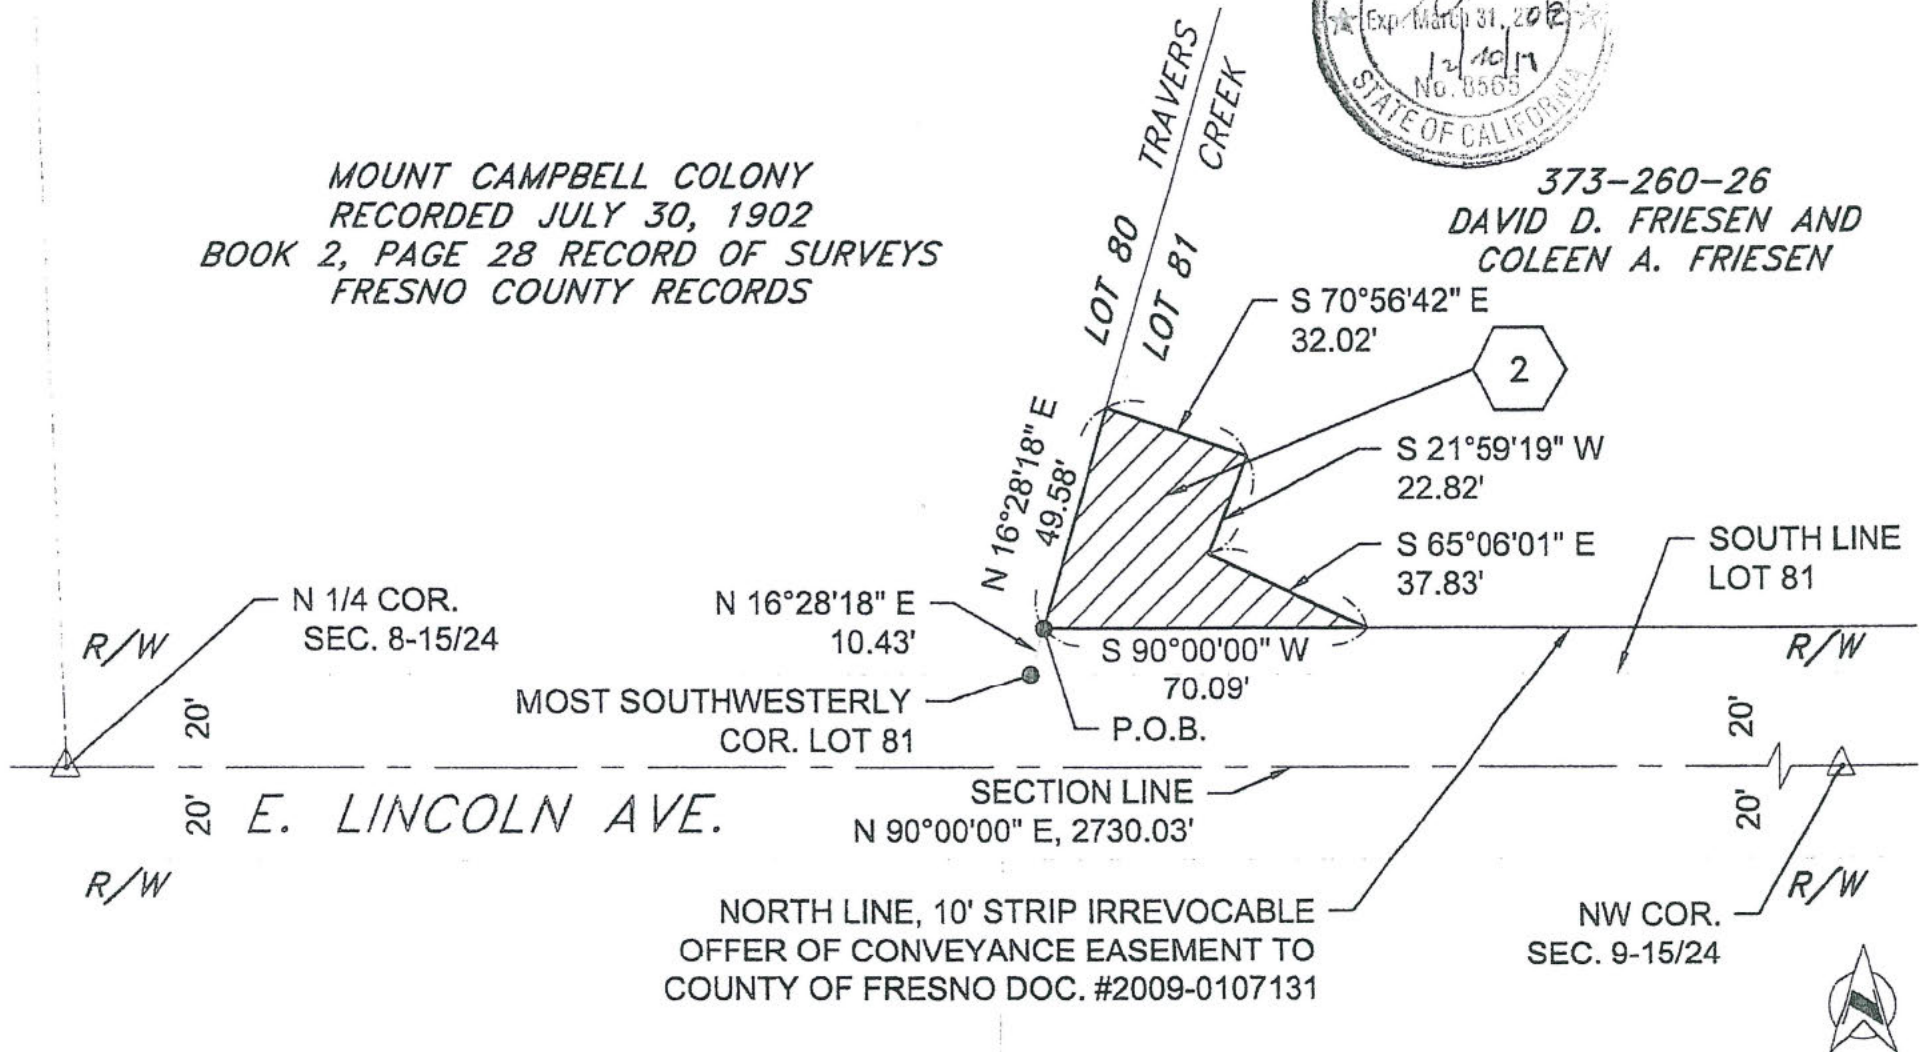 Exp. March 31,
No. 8565
STATE OF CALIFORNIA
TRAVERS
CREEK
MOUNT CAMPBELL COLONY
RECORDED JULY 30, 1902
BOOK 2, PAGE 28 RECORD OF SURVEYS
FRESNO COUNTY RECORDS
373-260-26
DAVID D. FRIESEN AND
COLEEN A. FRIESEN
LOT 80
LOT 81
S 70°56'42" E
32.02'
2
N 16°28'18" E
49.58'
S 21°59'19" W
22.82'
S 65°06'01" E
37.83'
SOUTH LINE
LOT 81
N 1/4 COR.
SEC. 8-15/24
R/W
N 16°28'18" E
10.43'
S 90°00'00" W
70.09'
R/W
MOST SOUTHWESTERLY
COR. LOT 81
P.O.B.
20'
20'
20'
20'
E. LINCOLN AVE.
SECTION LINE
N 90°00'00" E, 2730.03'
R/W
R/W
NORTH LINE, 10' STRIP IRREVOCABLE
OFFER OF CONVEYANCE EASEMENT TO
COUNTY OF FRESNO DOC. #2009-0107131
NW COR.
SEC. 9-15/24